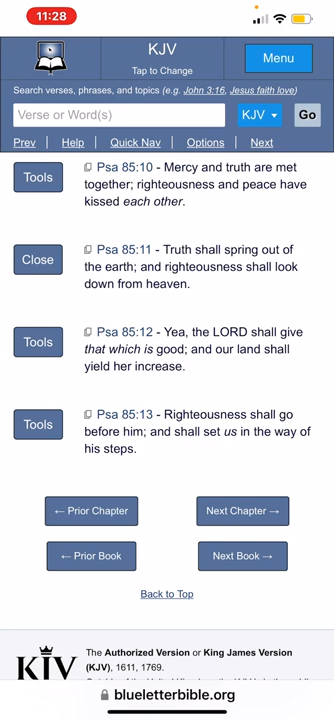 11:28
KJV
Tap to Change
Menu
Search verses, phrases, and topics (e.g. John 3:16, Jesus faith love)
Verse or Word(s)
KJV
Go
Prev
Help
Quick Nav
Options
Next
Tools
Psa 85:10 - Mercy and truth are met
together; righteousness and peace have
kissed each other.
Close
Psa 85:11 - Truth shall spring out of
the earth; and righteousness shall look
down from heaven.
Tools
Psa 85:12 - Yea, the LORD shall give
that which is good; and our land shall
yield her increase.
Tools
Psa 85:13 - Righteousness shall go
before him; and shall set us in the way of
his steps.
← Prior Chapter
Next Chapter →
← Prior Book
Next Book →
Back to Top
KJV
The Authorized Version or King James Version
(KJV), 1611, 1769.
blueletterbible.org